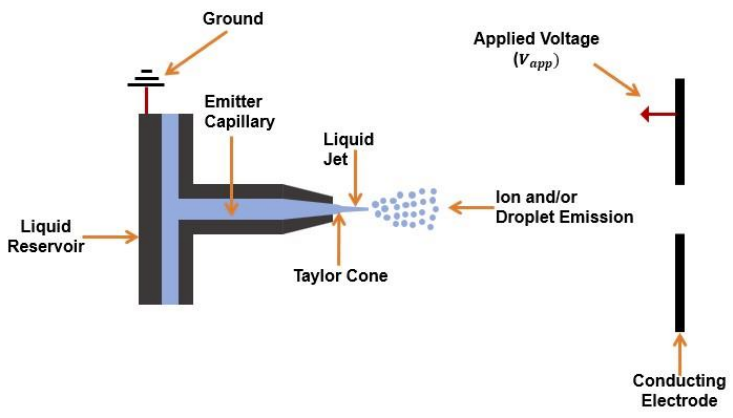 Ground
Applied Voltage
(V_app)
Emitter
Capillary
Liquid
Jet
Ion and/or
Droplet Emission
Liquid
Reservoir
Taylor Cone
Conducting
Electrode